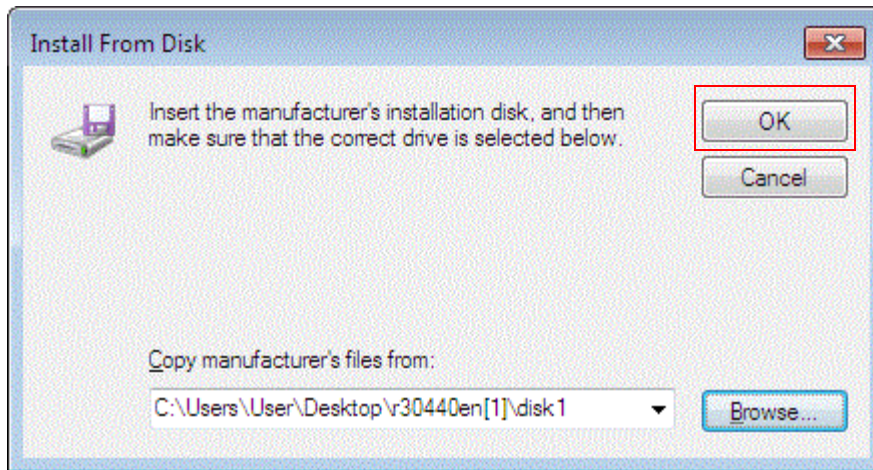 Install From Disk
Insert the manufacturer's installation disk, and then
make sure that the correct drive is selected below.
OK
Cancel
Copy manufacturer's files from:
C:\Users\User\Desktop\r30440en[1]\disk1
Browse...